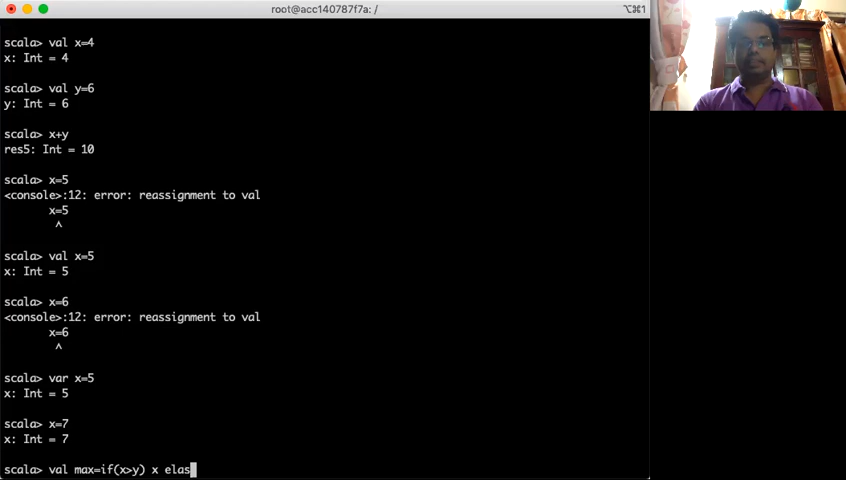 root@acc140787f7a: /
⌥⌘1
scala> val x=4
x: Int = 4
scala> val y=6
y: Int = 6
scala> x+y
res5: Int = 10
scala> x=5
<console>:12: error: reassignment to val
x=5
^
scala> val x=5
x: Int = 5
scala> x=6
<console>:12: error: reassignment to val
x=6
^
scala> var x=5
x: Int = 5
scala> x=7
x: Int = 7
scala> val max=if(x>y) x elas